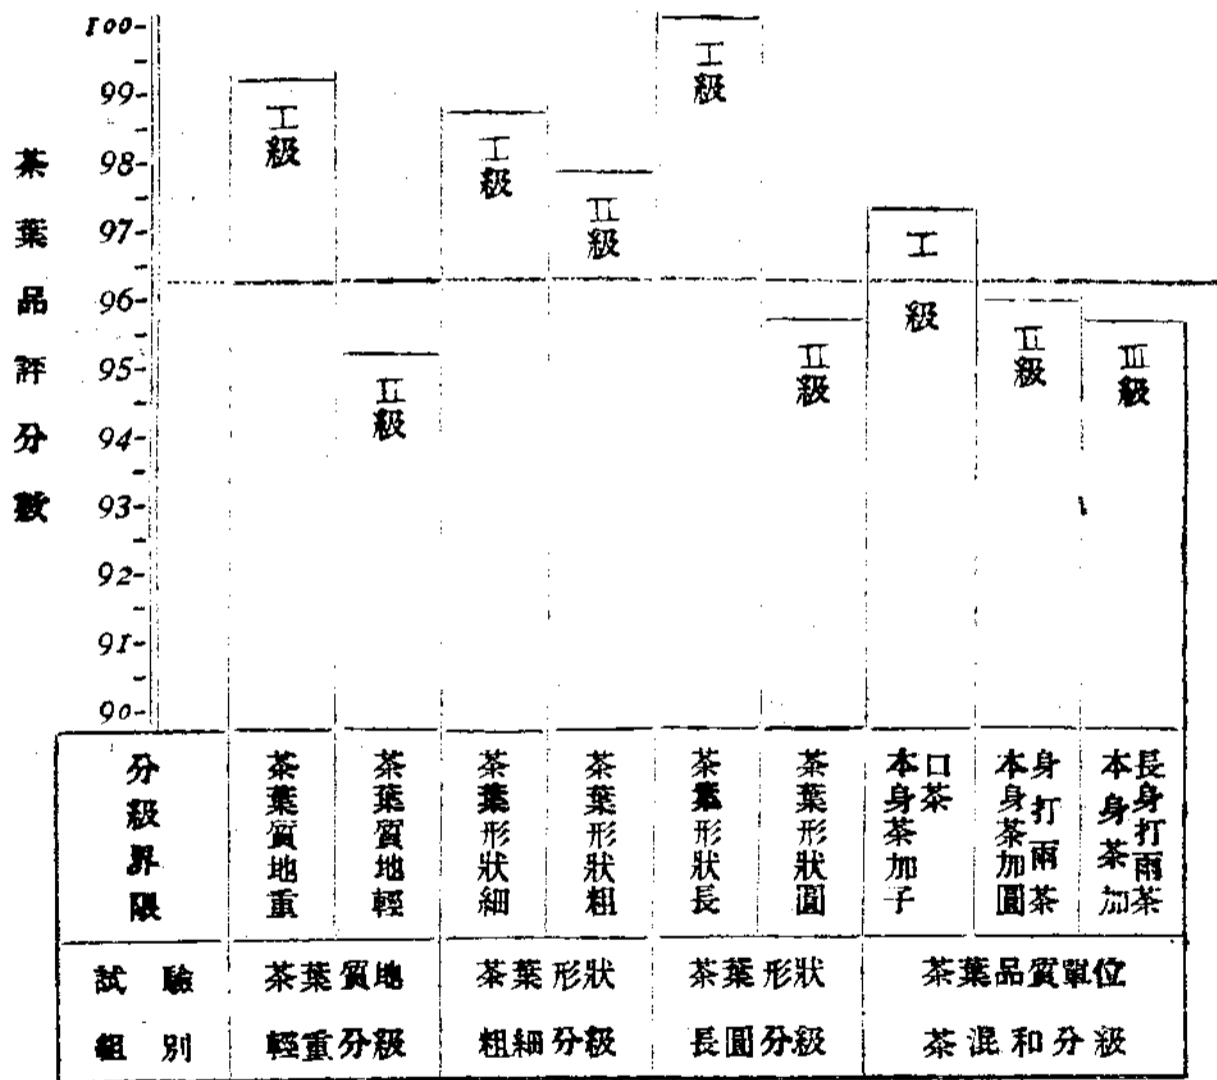 茶葉品評分數
100
99
98
97
96
95
94
93
92
91
90
I級
II級
I級
II級
I級
II級
I級
II級
III級
分級界限
茶葉質地重
茶葉質地輕
茶葉形狀細
茶葉形狀粗
茶葉形狀長
茶葉形狀圓
本身茶加子口茶
本身茶加圓身打雨茶
本身茶加長身打雨茶
試驗組別
茶葉質地輕重分級
茶葉形狀粗細分級
茶葉形狀長圓分級
茶葉品質單位茶混和分級